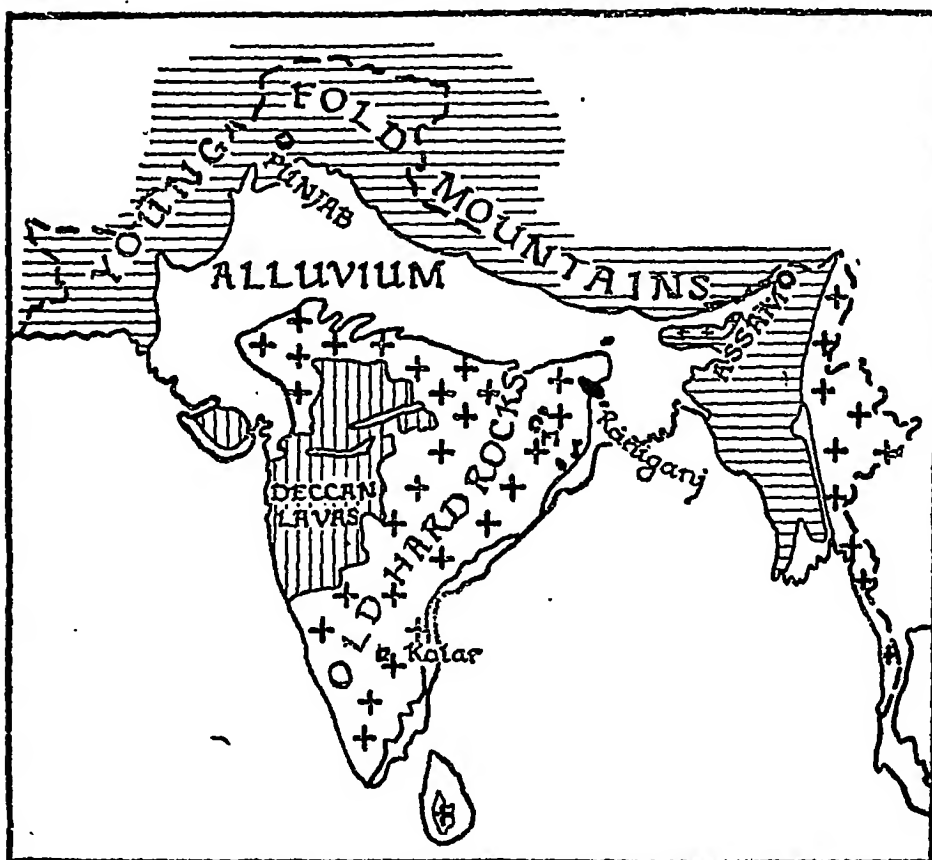 YOUNG FOLD MOUNTAINS
PUNJAB
ALLUVIUM
ASSAM
Raniganj
DECCAN
LAVAS
OLD HARD ROCKS
Kolar